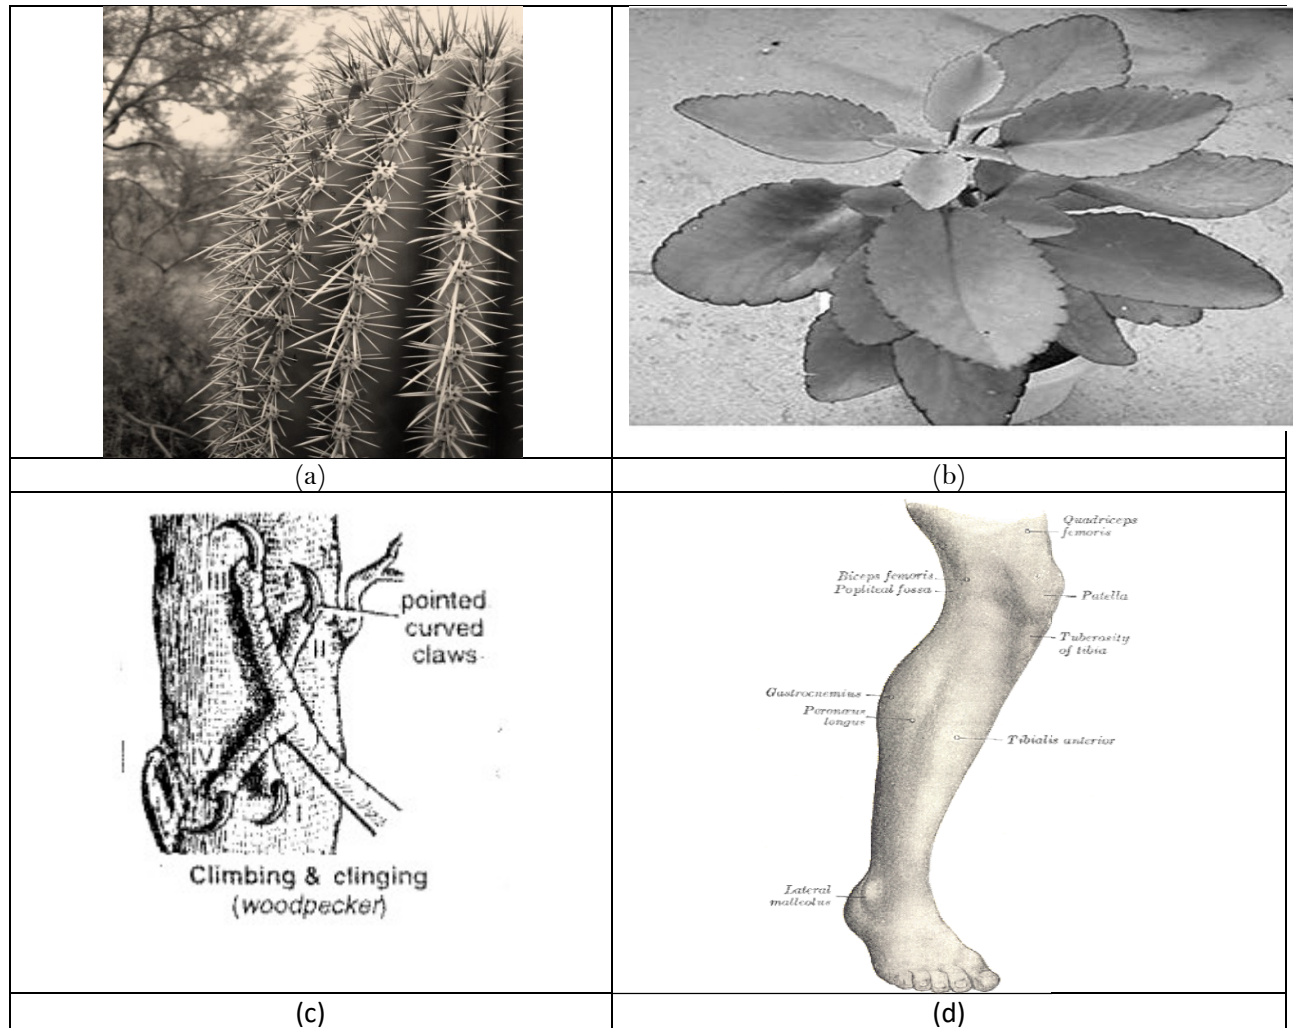 (a)
(b)
pointed
curved
claws
III
II
IV
I
Climbing & clinging
(woodpecker)
Quadriceps
femoris
Biceps femoris
Popliteal fossa
Patella
Tuberosity
of tibia
Gastrocnemius
Peronæus
longus
Tibialis anterior
Lateral
malleolus
(c)
(d)